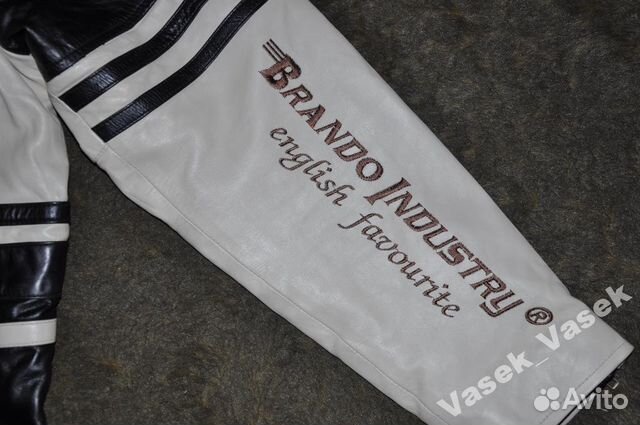 BRANDO INDUSTRY ®
english favourite
Vasek_Vasek
Avito